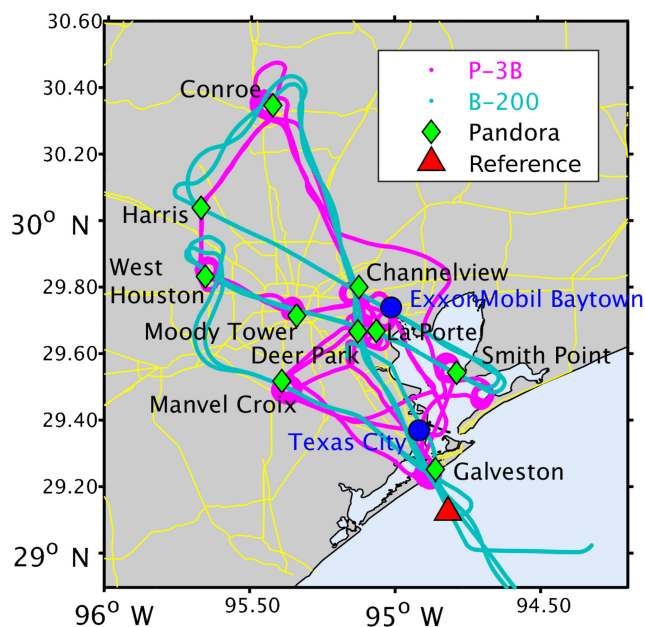 30.60
30.40
30.20
30° N
29.80
29.60
29.40
29.20
29° N
96° W
95.50
95° W
94.50
P-3B
B-200
Pandora
Reference
Conroe
Harris
West
Houston
Channelview
ExxonMobil Baytown
Moody Tower
La Porte
Deer Park
Smith Point
Manvel Croix
Texas City
Galveston